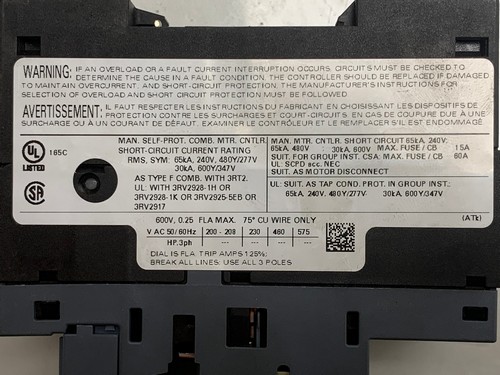 WARNING: IF AN OVERLOAD OR A FAULT CURRENT INTERRUPTION OCCURS, CIRCUITS MUST BE CHECKED TO
DETERMINE THE CAUSE IN A FAULT CONDITION. THE CONTROLLER SHOULD BE REPLACED IF DAMAGED
TO MAINTAIN OVERCURRENT, AND SHORT-CIRCUIT PROTECTION. THE MANUFACTURER'S INSTRUCTIONS FOR
SELECTION OF OVERLOAD AND SHORT-CIRCUIT PROTECTION MUST BE FOLLOWED
AVERTISSEMENT: IL FAUT RESPECTER LES INSTRUCTIONS DU FABRICANT EN CHOISISSANT LES DISPOSITIFS DE
PROTECTION CONTRE LES SURCHARGES ET COURT-CIRCUITS. EN CAS DE COUPURE DUE À UNE
SURCHARGE OU À UN COURANT DE DÉFAUT. EXAMINER LE CONTRÔLEUR ET LE REMPLACER S'IL EST DÉTRAQUÉ
UL LISTED
165C
MAN. SELF-PROT. COMB. MTR. CNTLR.
SHORT-CIRCUIT CURRENT RATING
RMS, SYM: 65kA, 240V, 480Y/277V
30kA, 600Y/347V
AS TYPE F COMB. WITH 3RT2.
UL: WITH 3RV2928-1H OR
3RV2928-1K OR 3RV2925-5EB OR
3RV2917
MAN. MTR. CNTLR. SHORT CIRCUIT 65kA, 240V,
65kA, 480V 30kA, 600V MAX. FUSE / CB 15A
SUIT. FOR GROUP INST. CSA: MAX. FUSE / CB 60A
UL: SCPD acc. NEC
SUIT. AS MOTOR DISCONNECT
UL: SUIT. AS TAP COND. PROT. IN GROUP INST.:
65kA, 240V, 480Y/277V 30kA, 600Y/347V
600V, 0.25 FLA MAX. 75° CU WIRE ONLY
V AC 50/60Hz 200 - 208 230 460 575
HP, 3ph --- --- --- ---
DIAL IS FLA: TRIP AMPS 125%:
BREAK ALL LINES: USE ALL 3 POLES
(ATk)